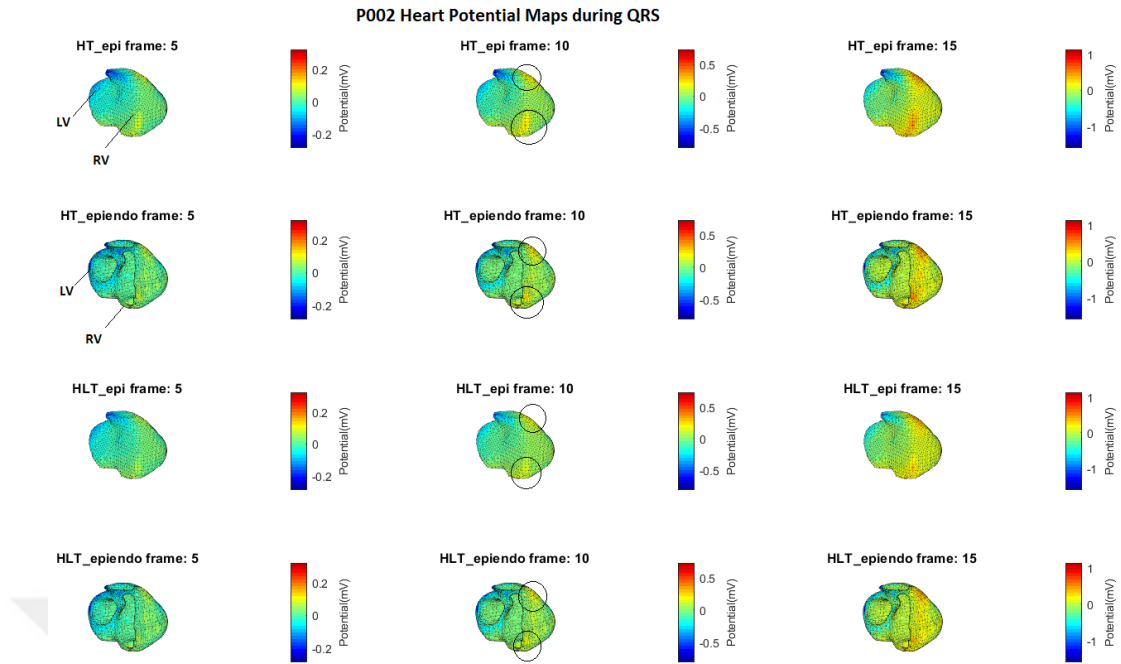 P002 Heart Potential Maps during QRS
HT_epi frame: 5
HT_epi frame: 10
HT_epi frame: 15
0.2
0
-0.2
Potential(mV)
0.5
0
-0.5
Potential(mV)
1
0
-1
Potential(mV)
LV
RV
HT_epiendo frame: 5
HT_epiendo frame: 10
HT_epiendo frame: 15
0.2
0
-0.2
Potential(mV)
0.5
0
-0.5
Potential(mV)
1
0
-1
Potential(mV)
LV
RV
HLT_epi frame: 5
HLT_epi frame: 10
HLT_epi frame: 15
0.2
0
-0.2
Potential(mV)
0.5
0
-0.5
Potential(mV)
1
0
-1
Potential(mV)
HLT_epiendo frame: 5
HLT_epiendo frame: 10
HLT_epiendo frame: 15
0.2
0
-0.2
Potential(mV)
0.5
0
-0.5
Potential(mV)
1
0
-1
Potential(mV)